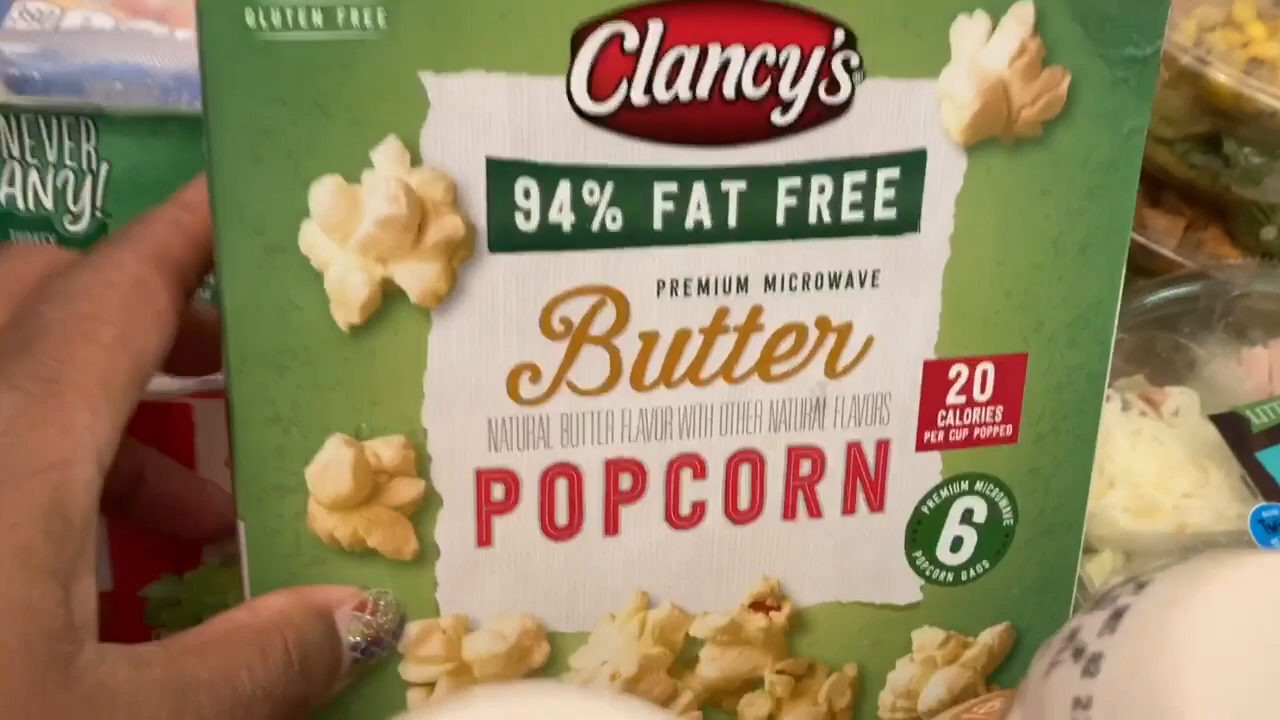 GLUTEN FREE
Clancy's
94% FAT FREE
PREMIUM MICROWAVE
Butter
NATURAL BUTTER FLAVOR WITH OTHER NATURAL FLAVORS
POPCORN
20
CALORIES
PER CUP POPPED
PREMIUM MICROWAVE
6
POPCORN BAGS
NEVER
ANY!